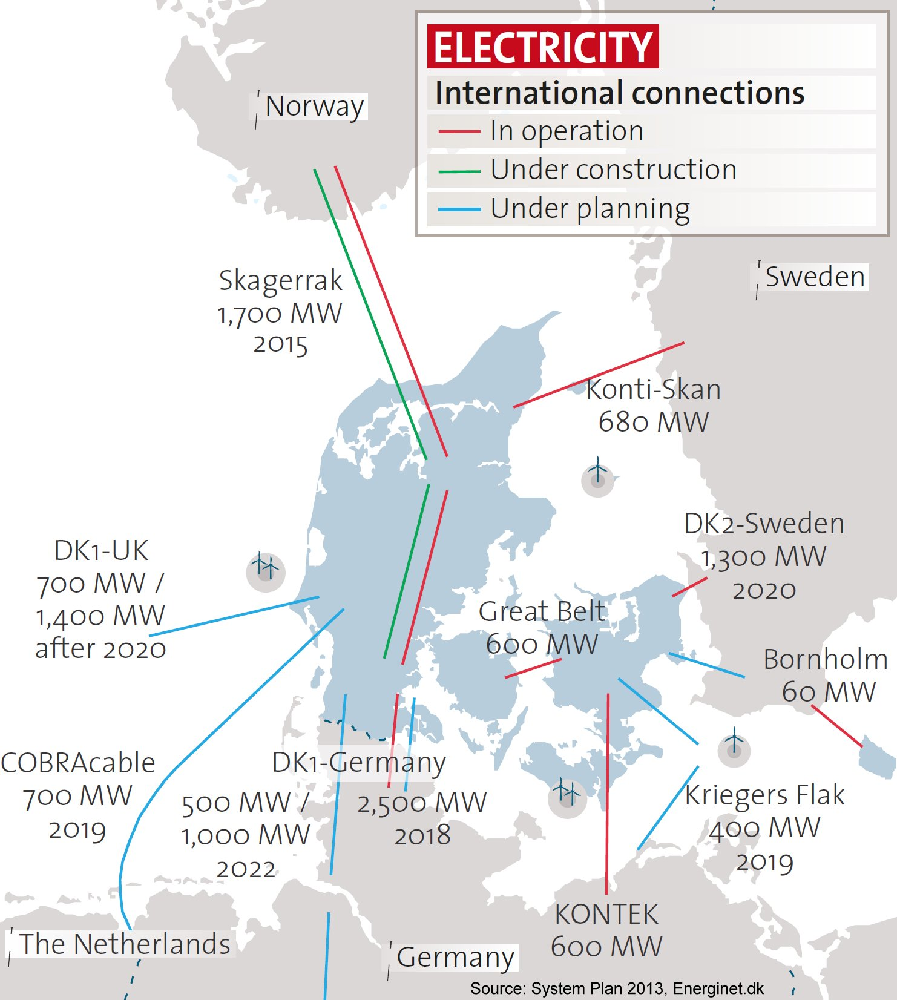 ELECTRICITY
International connections
In operation
Under construction
Under planning
Norway
Sweden
Skagerrak
1,700 MW
2015
Konti-Skan
680 MW
DK2-Sweden
1,300 MW
2020
DK1-UK
700 MW /
1,400 MW
after 2020
Great Belt
600 MW
Bornholm
60 MW
COBRAcable
700 MW
2019
DK1-Germany
500 MW /
1,000 MW
2022
2,500 MW
2018
Kriegers Flak
400 MW
2019
KONTEK
600 MW
The Netherlands
Germany
Source: System Plan 2013, Energinet.dk